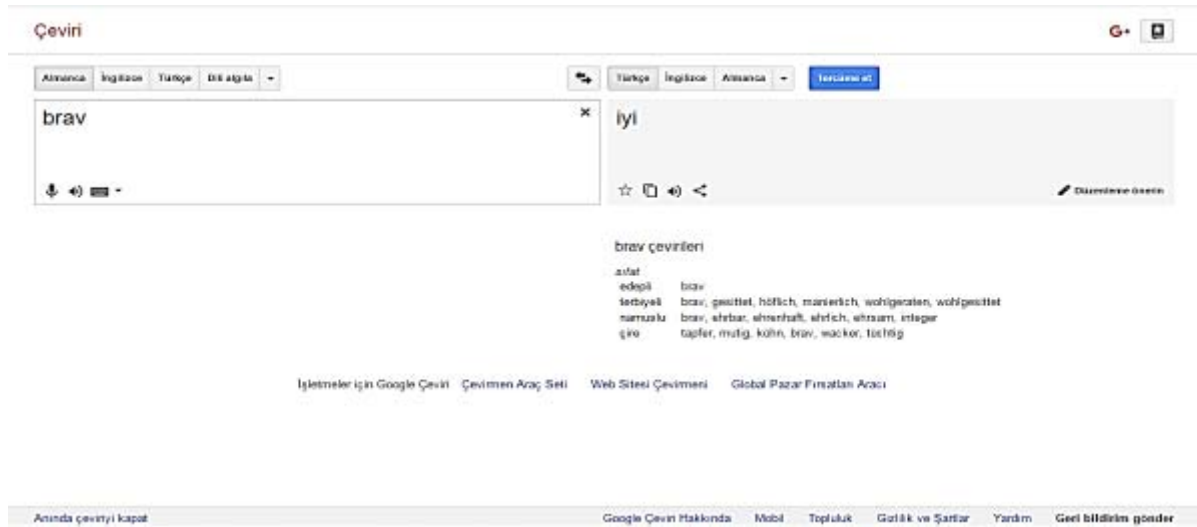 Çeviri G+
Almanca İngilizce Türkçe Dili algıla Türkçe İngilizce Almanca Tercüme et
brav iyi
Düzenleme önerin
brav çevirileri
sıfat
edepli brav
terbiyeli brav, gesittet, höflich, manierlich, wohlgeraten, wohlgesittet
namuslu brav, ehrbar, ehrenhaft, ehrlich, ehrsam, integer
tapfer, mutig, kühn, brav, wacker, tüchtig
İşletmeler için Google Çeviri Çevirmen Araç Seti Web Sitesi Çevirmeni Global Pazar Fırsatları Aracı
Anında çeviriyi kapat Google Çeviri Hakkında Mobil Topluluk Gizlilik ve Şartlar Yardım Geri bildirim gönder